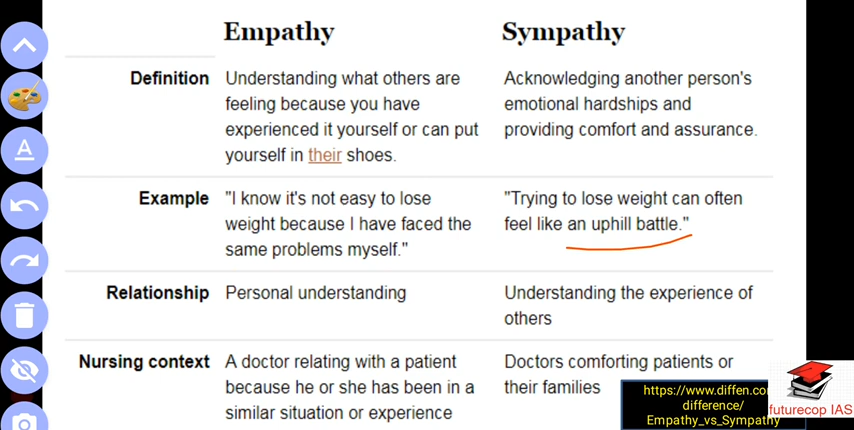 Empathy Sympathy
Definition Understanding what others are Acknowledging another person's
feeling because you have emotional hardships and
experienced it yourself or can put providing comfort and assurance.
yourself in their shoes.
Example "I know it's not easy to lose "Trying to lose weight can often
weight because I have faced the feel like an uphill battle."
same problems myself."
Relationship Personal understanding Understanding the experience of
others
Nursing context A doctor relating with a patient Doctors comforting patients or
because he or she has been in a their families
similar situation or experience
https://www.diffen.co
difference/
Empathy_vs_Sympathy
futurecop IAS
A